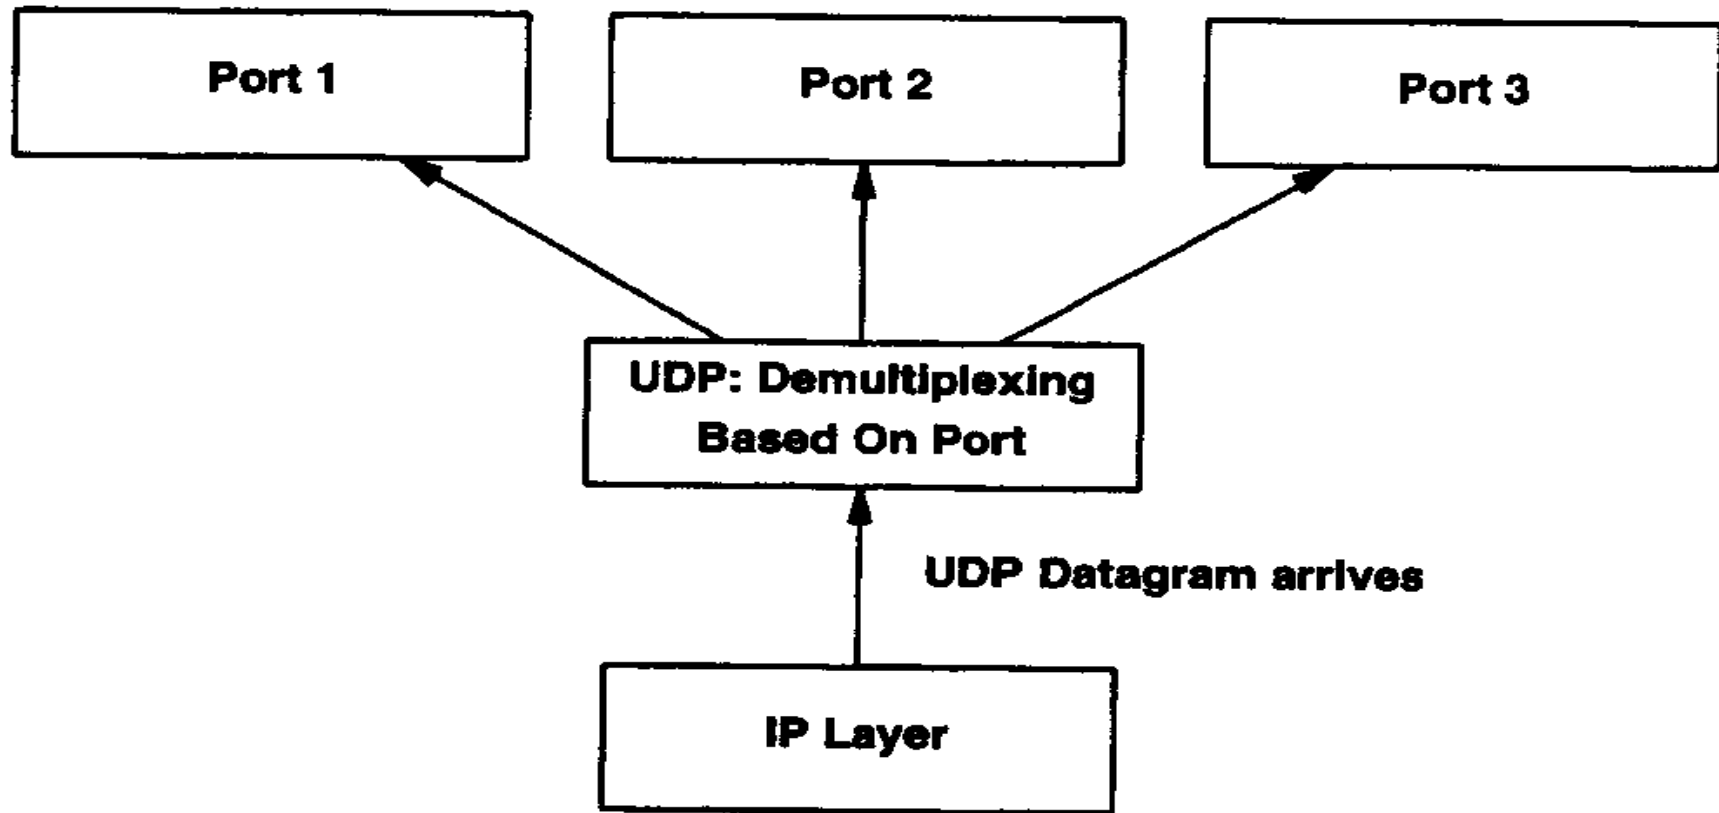 Port 1
Port 2
Port 3
UDP: Demultiplexing
Based On Port
UDP Datagram arrives
IP Layer